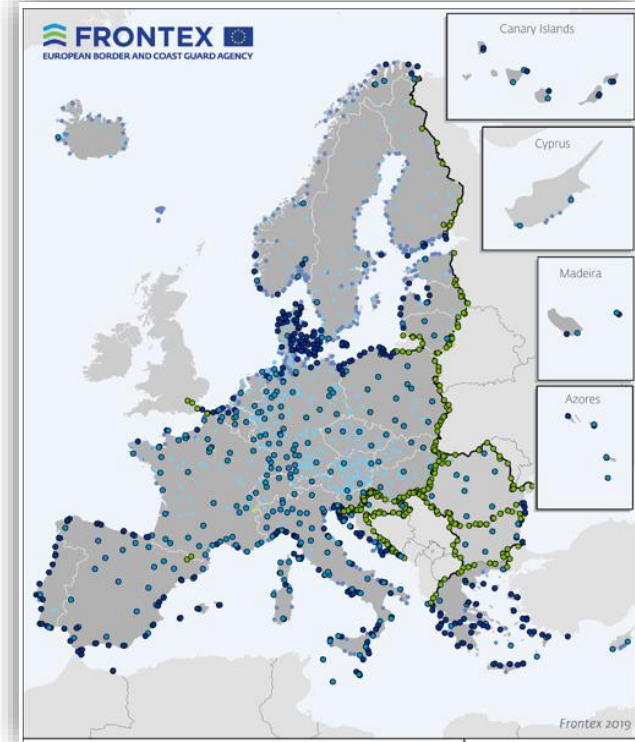 FRONTEX
EUROPEAN BORDER AND COAST GUARD AGENCY
Canary Islands
Cyprus
Madeira
Azores
Frontex 2019